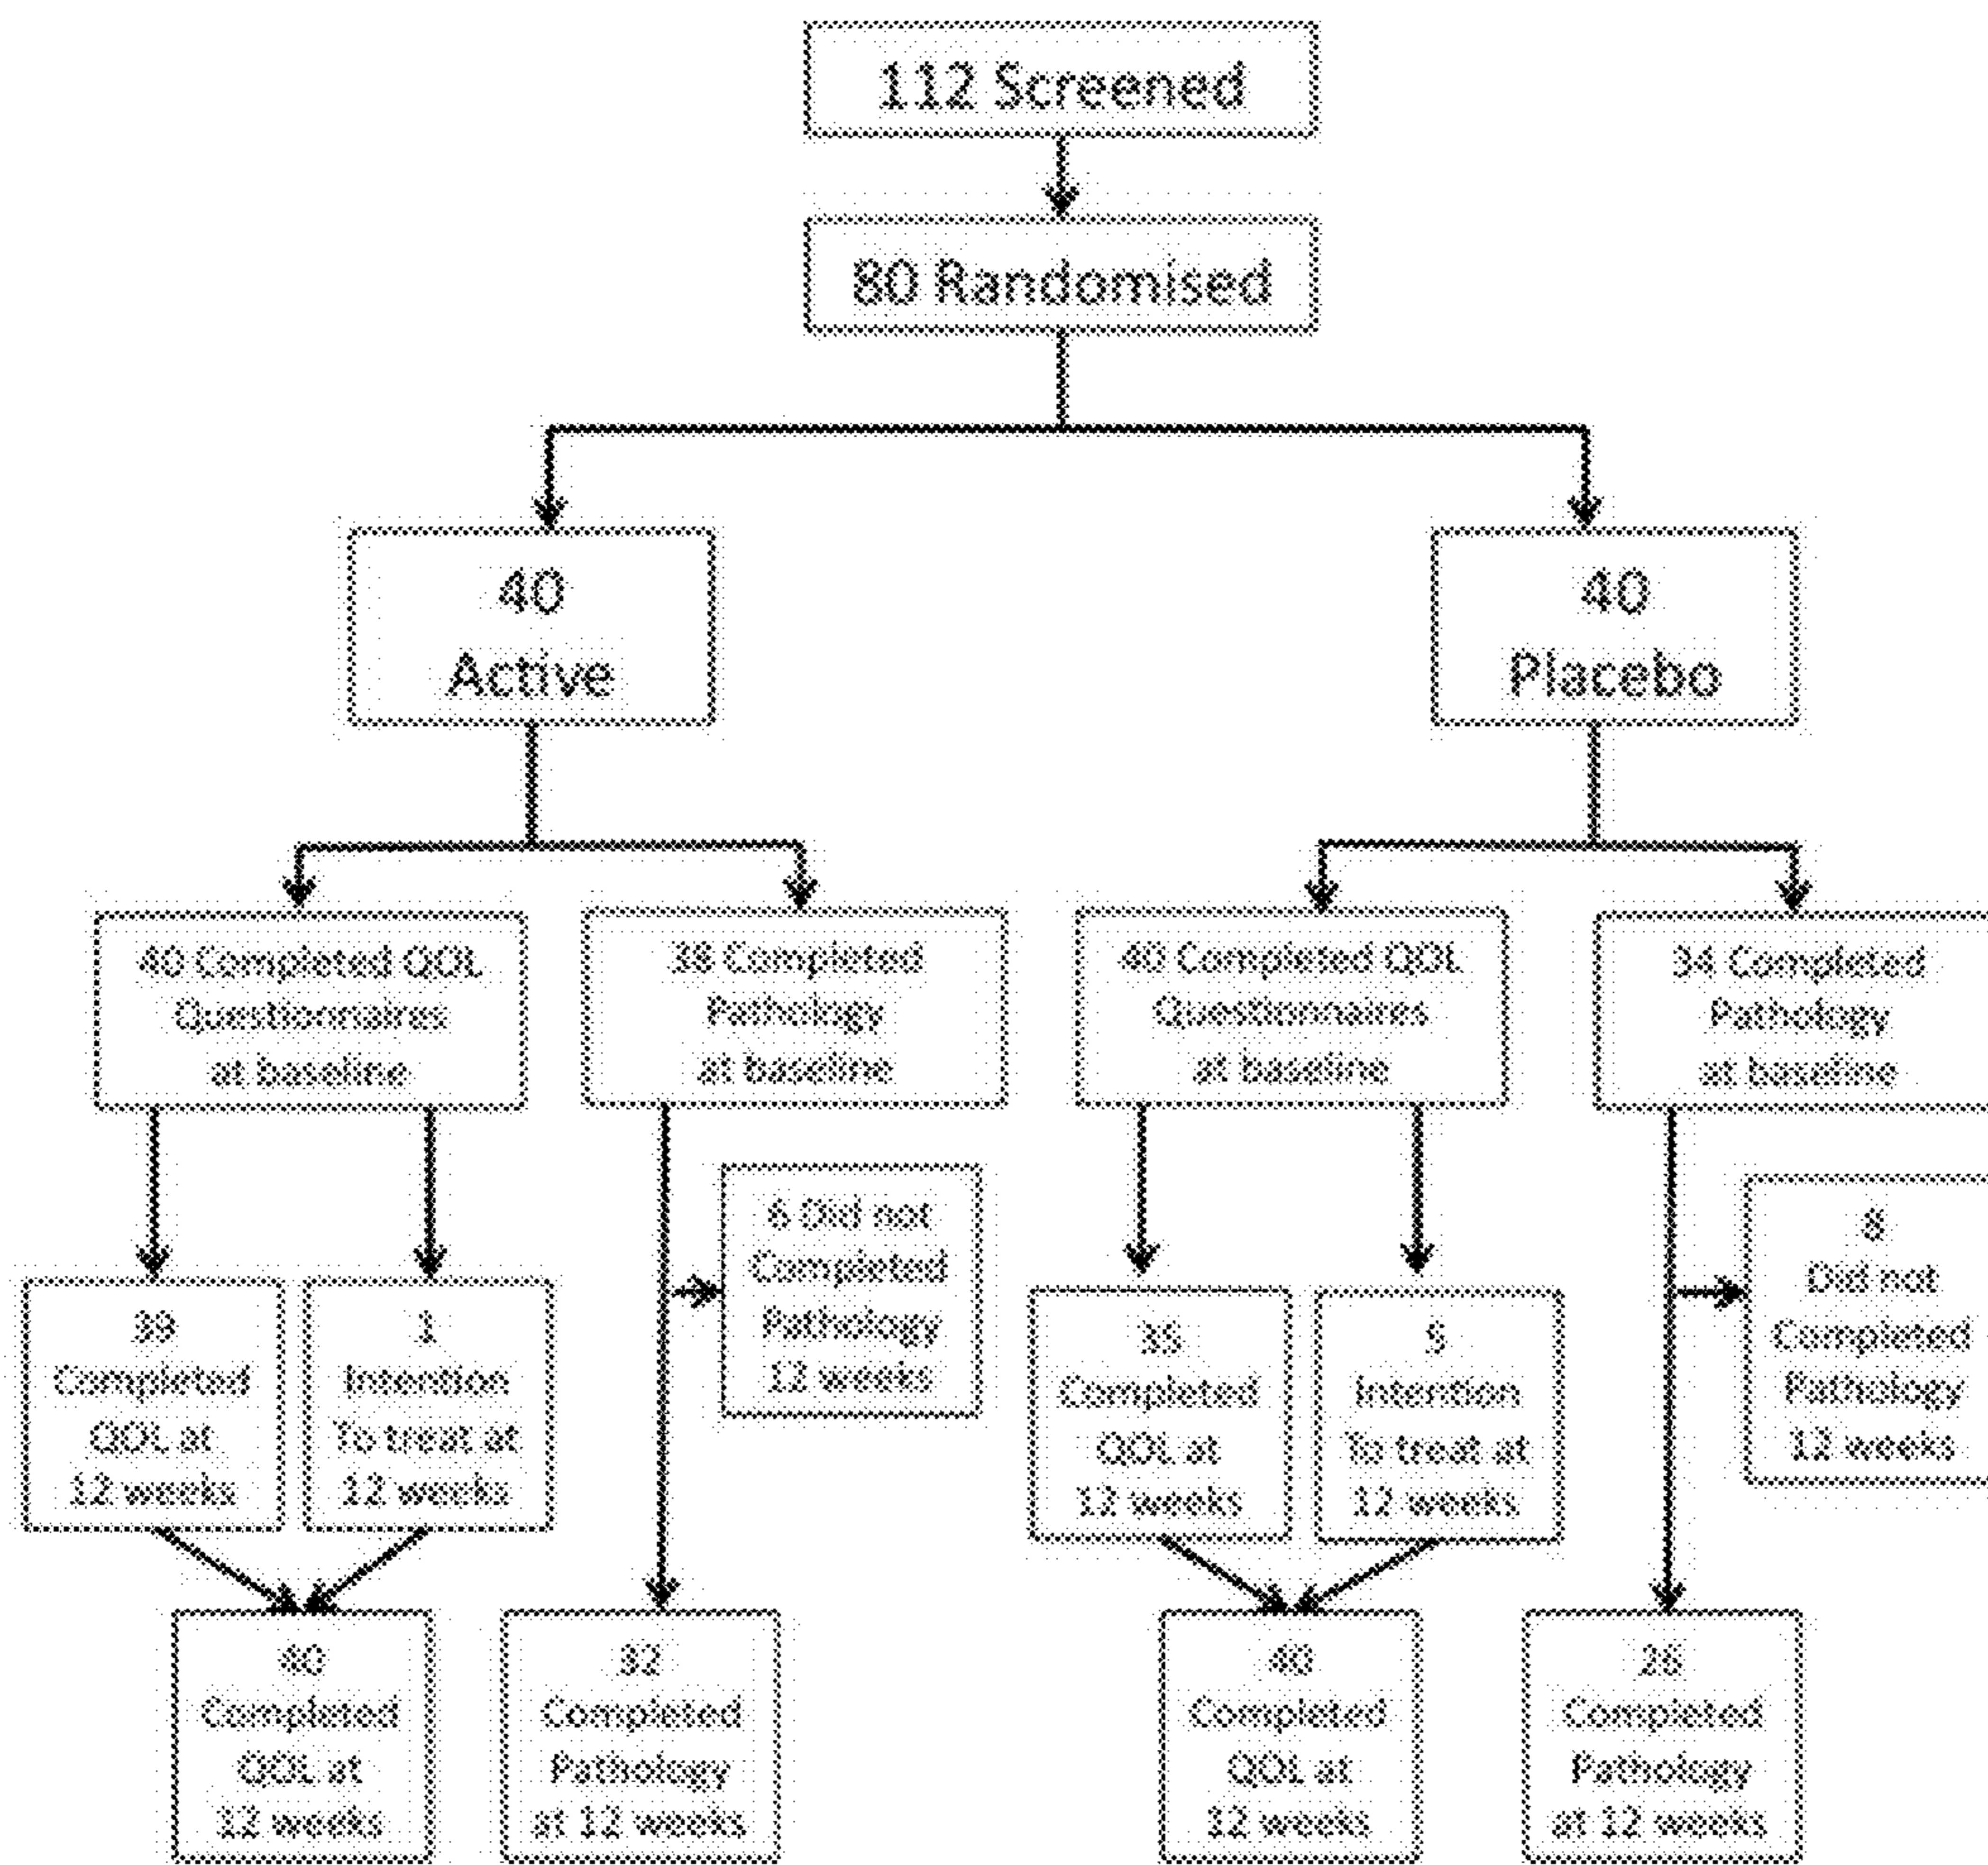 112 Screened
80 Randomised
40
Active
40
Placebo
40 Completed QOL
Questionnaires
at baseline
38 Completed
Pathology
at baseline
40 Completed QOL
Questionnaires
at baseline
34 Completed
Pathology
at baseline
39
Completed
QOL at
12 weeks
1
Intention
To treat at
12 weeks
6 Did not
Completed
Pathology
12 weeks
35
Completed
QOL at
12 weeks
5
Intention
To treat at
12 weeks
8
Did not
Completed
Pathology
12 weeks
40
Completed
QOL at
12 weeks
32
Completed
Pathology
at 12 weeks
40
Completed
QOL at
12 weeks
26
Completed
Pathology
at 12 weeks